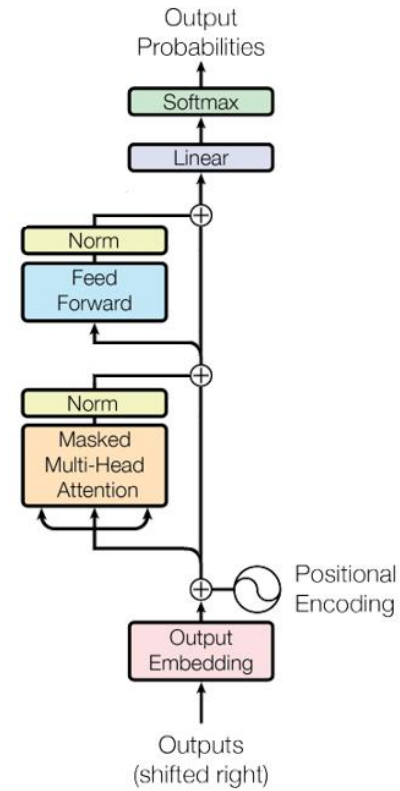 Output
Probabilities
Softmax
Linear
Norm
Feed
Forward
Norm
Masked
Multi-Head
Attention
Positional
Encoding
Output
Embedding
Outputs
(shifted right)